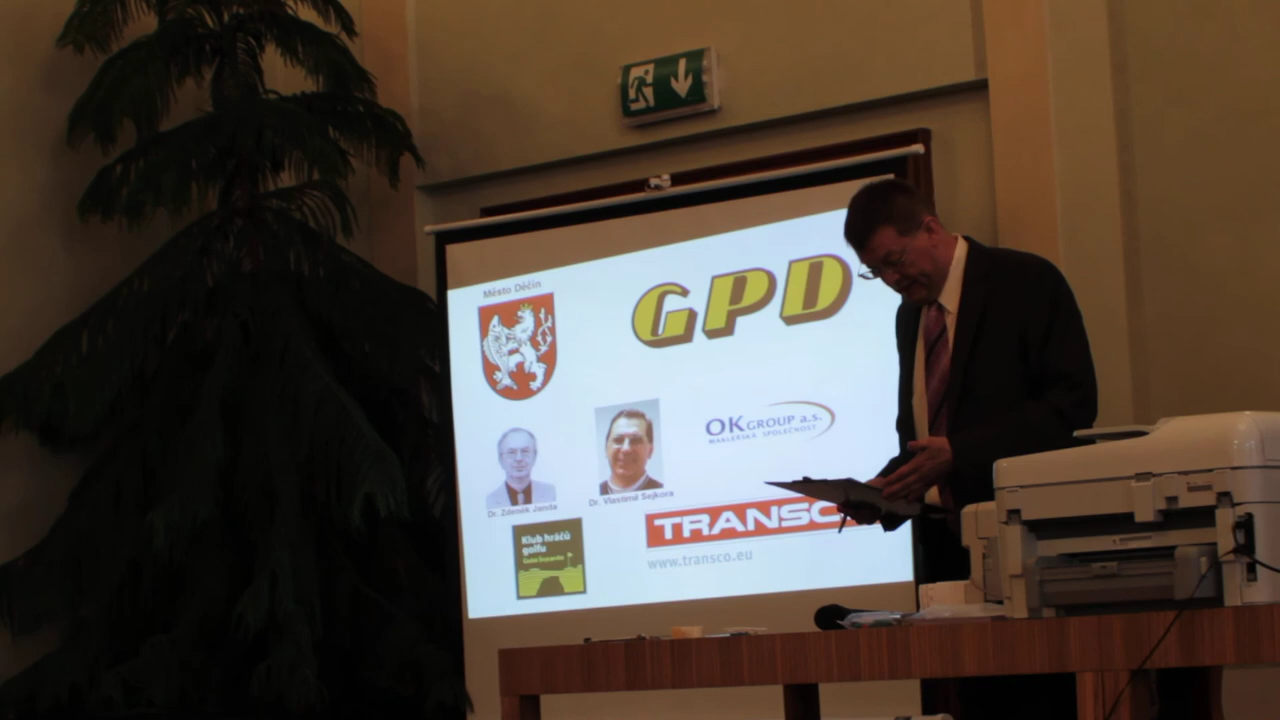 Město Děčín
GPD
OK GROUP a.s.
MAKLÉŘSKÁ SPOLEČNOST
Dr. Zdeněk Janda
Dr. Vlastimil Sejkora
TRANSC
Klub hráčů
golfu
www.transco.eu